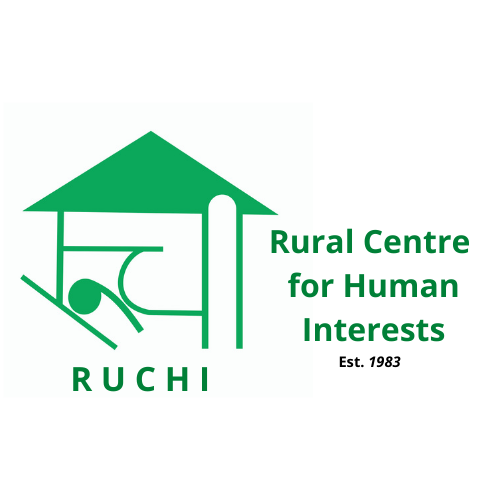 Rural Centre
for Human
Interests
Est. 1983
RUCHI